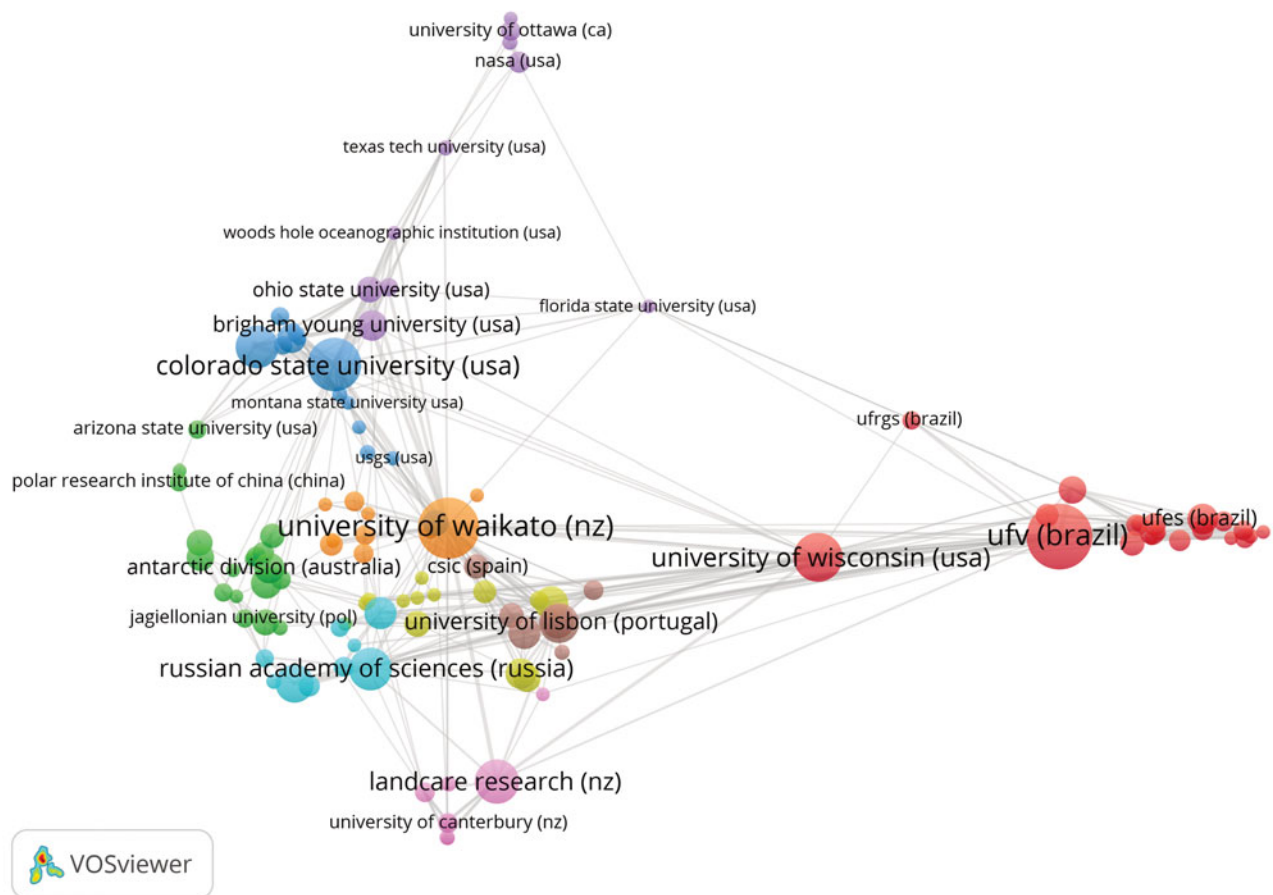 university of ottawa (ca)
nasa (usa)
texas tech university (usa)
woods hole oceanographic institution (usa)
ohio state university (usa)
florida state university (usa)
brigham young university (usa)
colorado state university (usa)
montana state university usa)
ufrgs (brazil)
arizona state university (usa)
usgs (usa)
polar research institute of china (china)
university of waikato (nz)
ufes (brazil)
ufv (brazil)
university of wisconsin (usa)
antarctic division (australia)
csic (spain)
jagiellonian university (pol)
university of lisbon (portugal)
russian academy of sciences (russia)
landcare research (nz)
university of canterbury (nz)
VOSviewer